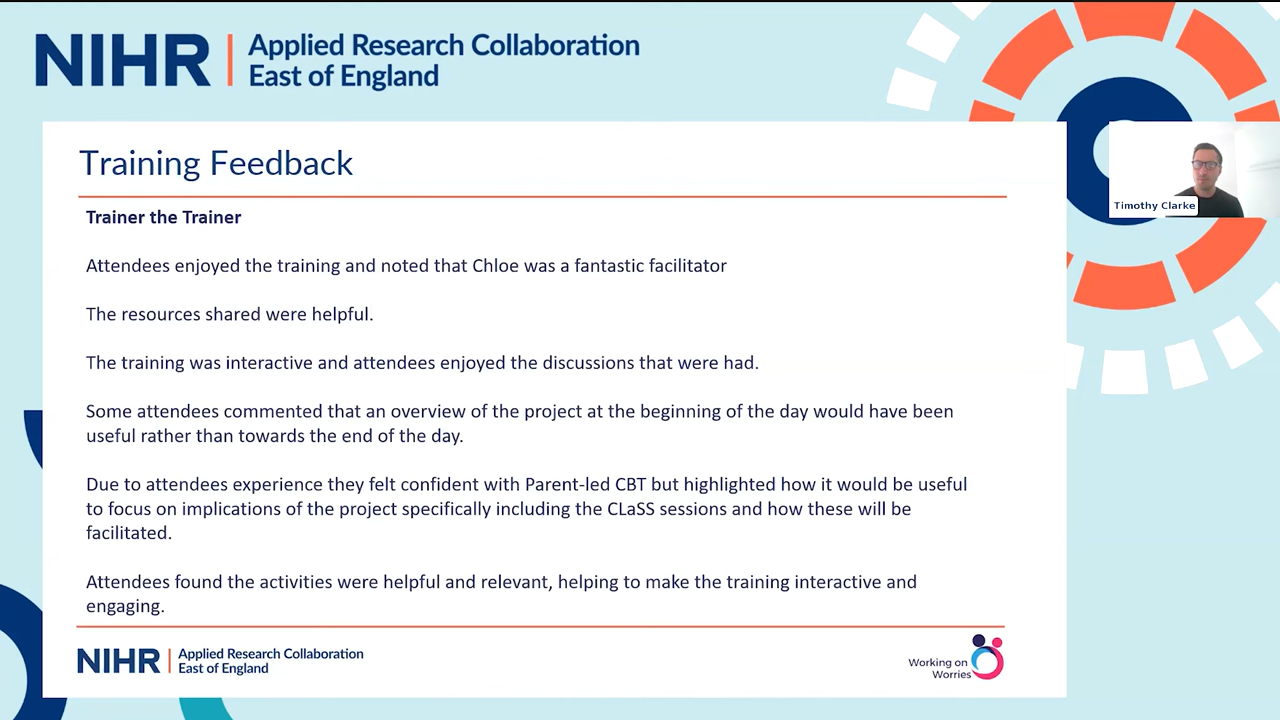 NIHR | Applied Research Collaboration
East of England
Training Feedback
Timothy Clarke
Trainer the Trainer
Attendees enjoyed the training and noted that Chloe was a fantastic facilitator
The resources shared were helpful.
The training was interactive and attendees enjoyed the discussions that were had.
Some attendees commented that an overview of the project at the beginning of the day would have been
useful rather than towards the end of the day.
Due to attendees experience they felt confident with Parent-led CBT but highlighted how it would be useful
to focus on implications of the project specifically including the CLaSS sessions and how these will be
facilitated.
Attendees found the activities were helpful and relevant, helping to make the training interactive and
engaging.
NIHR | Applied Research Collaboration
East of England
Working on
Worries